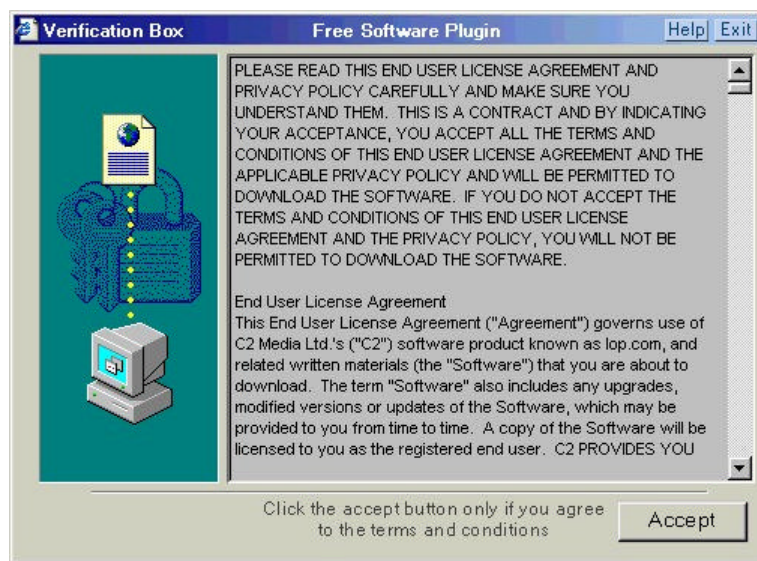 Verification Box Free Software Plugin Help Exit
PLEASE READ THIS END USER LICENSE AGREEMENT AND
PRIVACY POLICY CAREFULLY AND MAKE SURE YOU
UNDERSTAND THEM. THIS IS A CONTRACT AND BY INDICATING
YOUR ACCEPTANCE, YOU ACCEPT ALL THE TERMS AND
CONDITIONS OF THIS END USER LICENSE AGREEMENT AND THE
APPLICABLE PRIVACY POLICY AND WILL BE PERMITTED TO
DOWNLOAD THE SOFTWARE. IF YOU DO NOT ACCEPT THE
TERMS AND CONDITIONS OF THIS END USER LICENSE
AGREEMENT AND THE PRIVACY POLICY, YOU WILL NOT BE
PERMITTED TO DOWNLOAD THE SOFTWARE.
End User License Agreement
This End User License Agreement ("Agreement") governs use of
C2 Media Ltd.'s ("C2") software product known as lop.com, and
related written materials (the "Software") that you are about to
download. The term "Software" also includes any upgrades,
modified versions or updates of the Software, which may be
provided to you from time to time. A copy of the Software will be
licensed to you as the registered end user. C2 PROVIDES YOU
Click the accept button only if you agree
to the terms and conditions
Accept